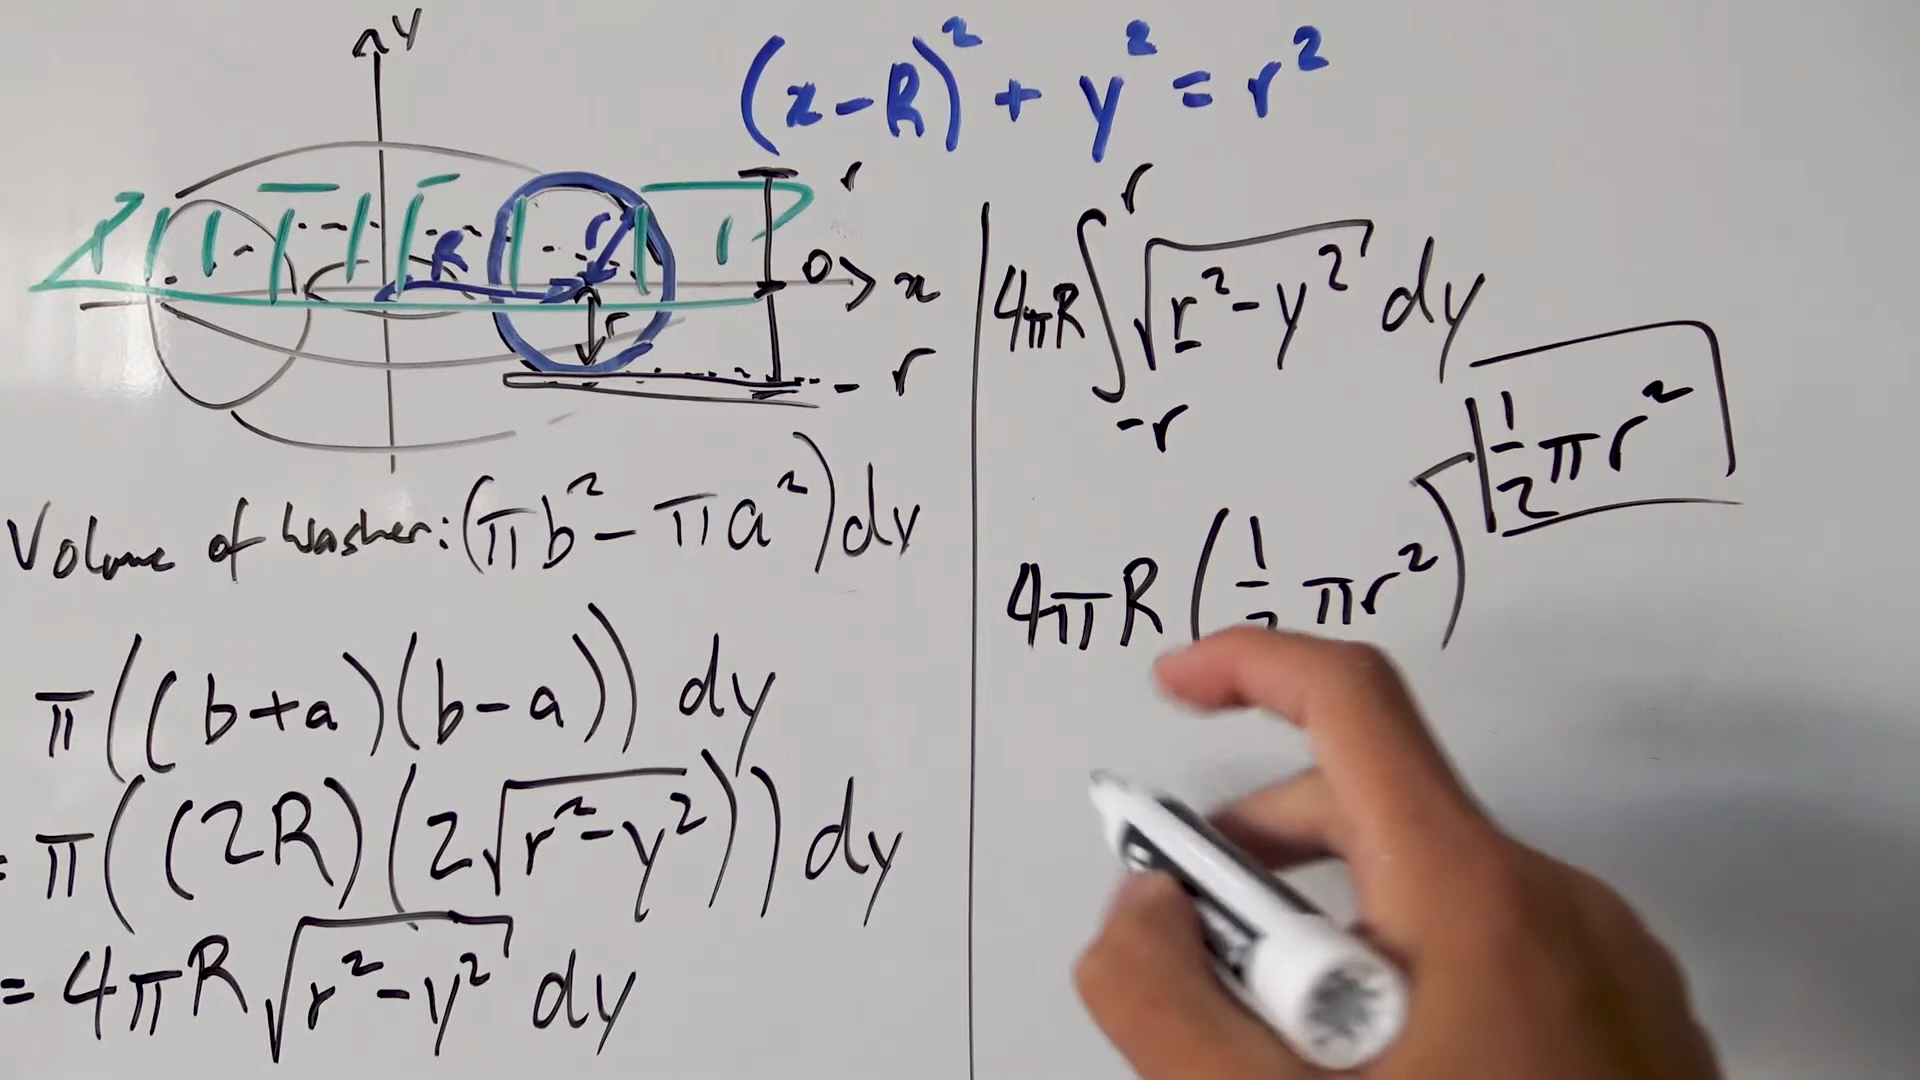 y
(x-R)² + y² = r²
r
R
r
0
x
r
-r
Volume of Washer: (πb² - πa²)dy
π((b+a)(b-a)) dy
= π((2R)(2√(r²-y²))) dy
= 4πR √(r²-y²) dy
4πR ∫_{-r}^{r} √(r²-y²) dy
½πr²
4πR (½πr²)